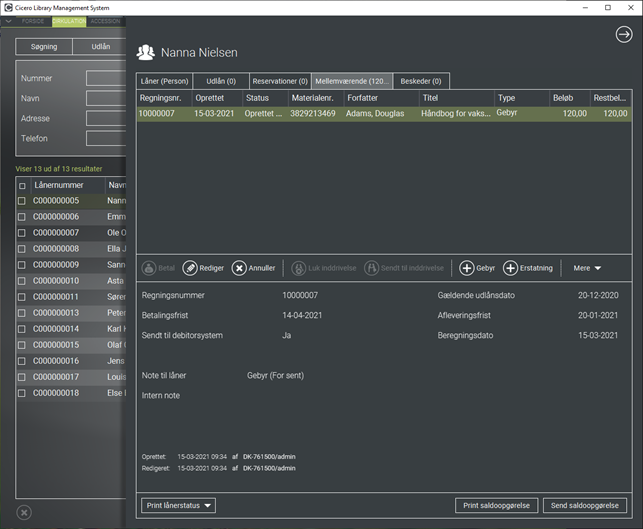 Cicero Library Management System
FORSIDE CIRKULATION ACCESSION
Søgning Udlån
Nummer
Navn
Adresse
Telefon
Viser 13 ud af 13 resultater
Lånernummer Navn
C000000005 Nann
C000000006 Emm
C000000007 Ole O
C000000008 Ella J
C000000009 Sann
C000000010 Asta
C000000011 Søren
C000000013 Peter
C000000014 Karl K
C000000015 Olaf
C000000016 Jens
C000000017 Louis
C000000018 Else
Nanna Nielsen
Låner (Person) Udlån (0) Reservationer (0) Mellemværende (120... Beskeder (0)
Regningsnr. Oprettet Status Materialenr. Forfatter Titel Type Beløb Restbel...
10000007 15-03-2021 Oprettet ... 3829213469 Adams, Douglas Håndbog for vaks... Gebyr 120,00 120,00
Betal Rediger Annuller Luk inddrivelse Sendt til inddrivelse Gebyr Erstatning Mere
Regningsnummer 10000007 Gældende udlånsdato 20-12-2020
Betalingsfrist 14-04-2021 Afleveringsfrist 20-01-2021
Sendt til debitorsystem Ja Beregningsdato 15-03-2021
Note til låner Gebyr (For sent)
Intern note
Oprettet: 15-03-2021 09:34 af DK-761500/admin
Redigeret: 15-03-2021 09:34 af DK-761500/admin
Print lånerstatus Print saldoopgørelse Send saldoopgørelse